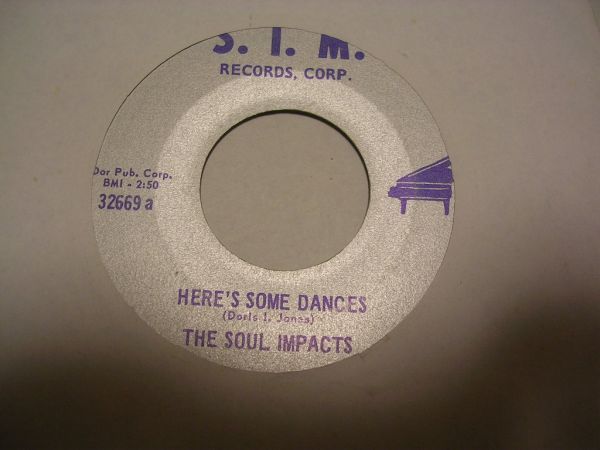 S. I. M.
RECORDS, CORP.
Dor Pub. Corp.
BMI - 2:50
32669 a
HERE'S SOME DANCES
(Doris I. Jones)
THE SOUL IMPACTS